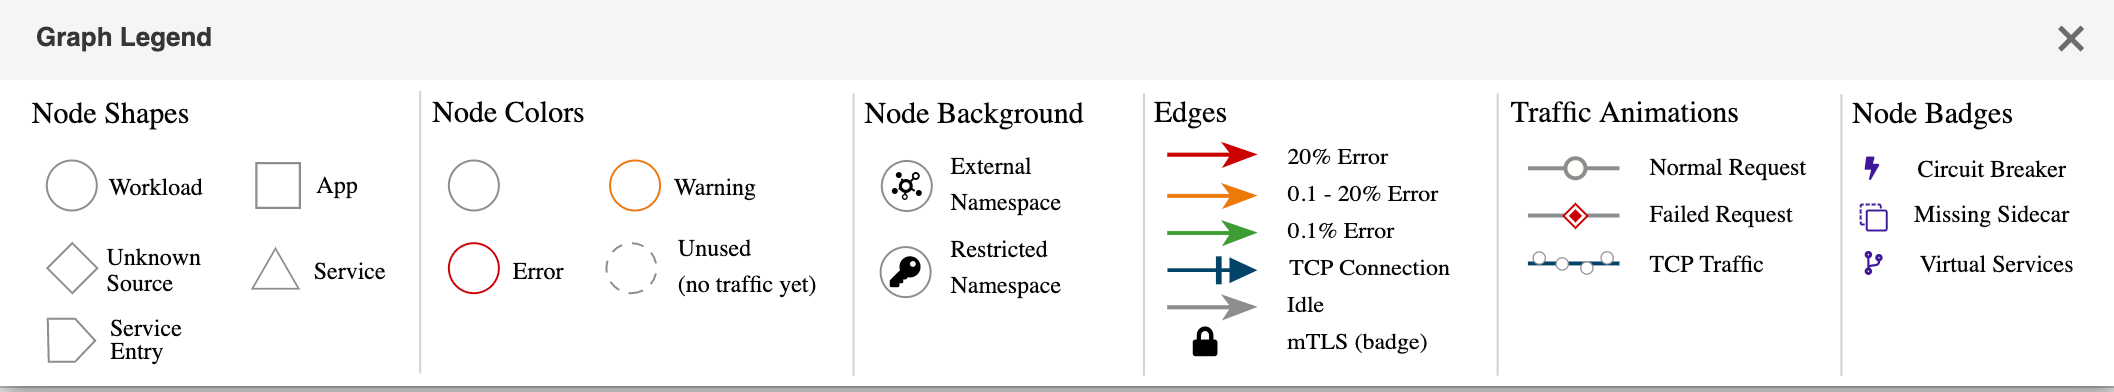 Graph Legend
Node Shapes
Workload
App
Unknown
Source
Service
Service
Entry
Node Colors
Warning
Error
Unused
(no traffic yet)
Node Background
External
Namespace
Restricted
Namespace
Edges
20% Error
0.1 - 20% Error
0.1% Error
TCP Connection
Idle
mTLS (badge)
Traffic Animations
Normal Request
Failed Request
TCP Traffic
Node Badges
Circuit Breaker
Missing Sidecar
Virtual Services